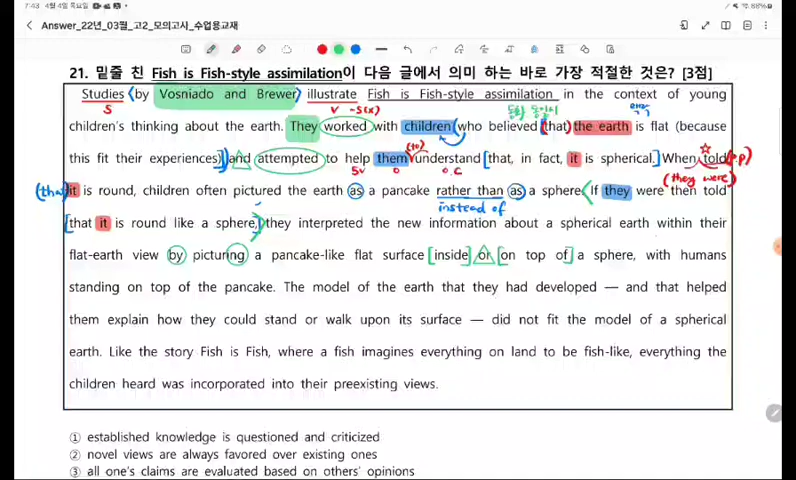 7:43 4월 4일 목요일
68%
Answer_22년_03월_고2_모의고사_수업용교재
21. 밑줄 친 Fish is Fish-style assimilation이 다음 글에서 의미 하는 바로 가장 적절한 것은? [3점]
Studies (by Vosniado and Brewer) illustrate Fish is Fish-style assimilation in the context of young
S V -S(X)
children's thinking about the earth. They worked with children (who believed (that) the earth is flat (because
(to)
this fit their experiences)]) and attempted to help them understand [that, in fact, it is spherical.] When told (p.p)
5V O O.C (they were)
(that) it is round, children often pictured the earth as a pancake rather than as a sphere. If they were then told
instead of
[that it is round like a sphere,] they interpreted the new information about a spherical earth within their
flat-earth view by picturing a pancake-like flat surface [inside] or [on top of] a sphere, with humans
standing on top of the pancake. The model of the earth that they had developed — and that helped
them explain how they could stand or walk upon its surface — did not fit the model of a spherical
earth. Like the story Fish is Fish, where a fish imagines everything on land to be fish-like, everything the
children heard was incorporated into their preexisting views.
① established knowledge is questioned and criticized
② novel views are always favored over existing ones
③ all one's claims are evaluated based on others' opinions